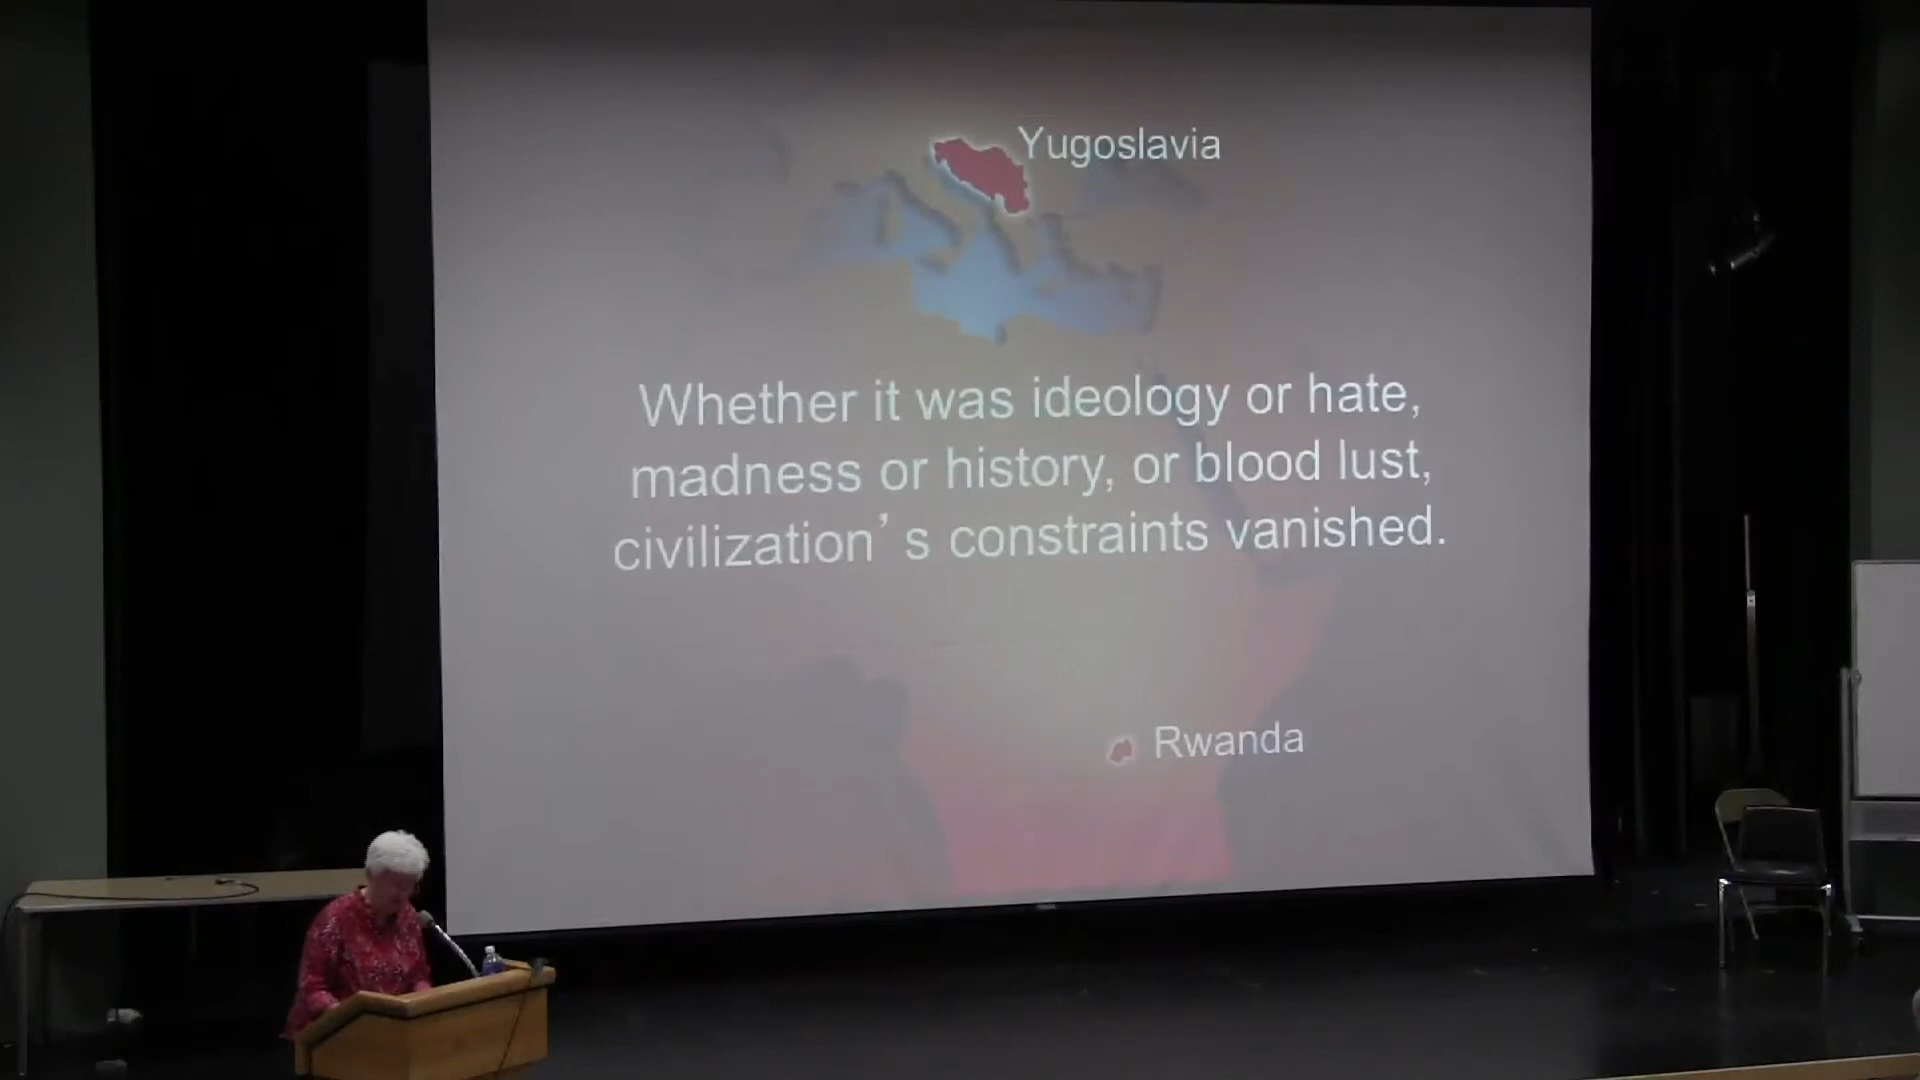 Yugoslavia
Whether it was ideology or hate,
madness or history, or blood lust,
civilization’s constraints vanished.
Rwanda